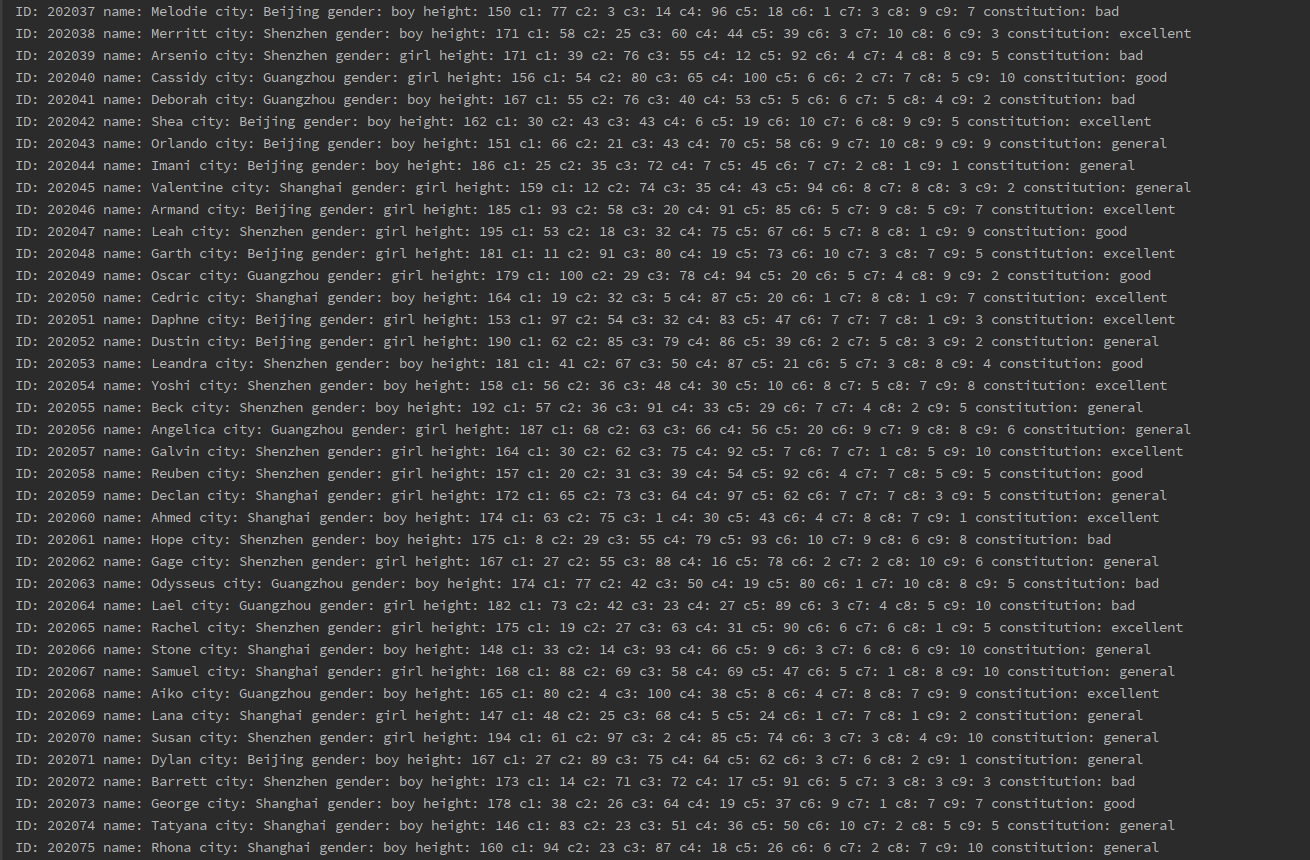 ID: 202037 name: Melodie city: Beijing gender: boy height: 150 c1: 77 c2: 3 c3: 14 c4: 96 c5: 18 c6: 1 c7: 3 c8: 9 c9: 7 constitution: bad
ID: 202038 name: Merritt city: Shenzhen gender: boy height: 171 c1: 58 c2: 25 c3: 60 c4: 44 c5: 39 c6: 3 c7: 10 c8: 6 c9: 3 constitution: excellent
ID: 202039 name: Arsenio city: Shenzhen gender: girl height: 171 c1: 39 c2: 76 c3: 55 c4: 12 c5: 92 c6: 4 c7: 4 c8: 8 c9: 5 constitution: bad
ID: 202040 name: Cassidy city: Guangzhou gender: girl height: 156 c1: 54 c2: 80 c3: 65 c4: 100 c5: 6 c6: 2 c7: 7 c8: 5 c9: 10 constitution: good
ID: 202041 name: Deborah city: Guangzhou gender: boy height: 167 c1: 55 c2: 76 c3: 40 c4: 53 c5: 5 c6: 6 c7: 5 c8: 4 c9: 2 constitution: bad
ID: 202042 name: Shea city: Beijing gender: boy height: 162 c1: 30 c2: 43 c3: 43 c4: 6 c5: 19 c6: 10 c7: 6 c8: 9 c9: 5 constitution: excellent
ID: 202043 name: Orlando city: Beijing gender: boy height: 151 c1: 66 c2: 21 c3: 43 c4: 70 c5: 58 c6: 9 c7: 10 c8: 9 c9: 9 constitution: general
ID: 202044 name: Imani city: Beijing gender: boy height: 186 c1: 25 c2: 35 c3: 72 c4: 7 c5: 45 c6: 7 c7: 2 c8: 1 c9: 1 constitution: general
ID: 202045 name: Valentine city: Shanghai gender: girl height: 159 c1: 12 c2: 74 c3: 35 c4: 43 c5: 94 c6: 8 c7: 8 c8: 3 c9: 2 constitution: general
ID: 202046 name: Armand city: Beijing gender: girl height: 185 c1: 93 c2: 58 c3: 20 c4: 91 c5: 85 c6: 5 c7: 9 c8: 5 c9: 7 constitution: excellent
ID: 202047 name: Leah city: Shenzhen gender: girl height: 195 c1: 53 c2: 18 c3: 32 c4: 75 c5: 67 c6: 5 c7: 8 c8: 1 c9: 9 constitution: good
ID: 202048 name: Garth city: Beijing gender: girl height: 181 c1: 11 c2: 91 c3: 80 c4: 19 c5: 73 c6: 10 c7: 3 c8: 7 c9: 5 constitution: excellent
ID: 202049 name: Oscar city: Guangzhou gender: girl height: 179 c1: 100 c2: 29 c3: 78 c4: 94 c5: 20 c6: 5 c7: 4 c8: 9 c9: 2 constitution: good
ID: 202050 name: Cedric city: Shanghai gender: boy height: 164 c1: 19 c2: 32 c3: 5 c4: 87 c5: 20 c6: 1 c7: 8 c8: 1 c9: 7 constitution: excellent
ID: 202051 name: Daphne city: Beijing gender: girl height: 153 c1: 97 c2: 54 c3: 32 c4: 83 c5: 47 c6: 7 c7: 7 c8: 1 c9: 3 constitution: excellent
ID: 202052 name: Dustin city: Beijing gender: girl height: 190 c1: 62 c2: 85 c3: 79 c4: 86 c5: 39 c6: 2 c7: 5 c8: 3 c9: 2 constitution: general
ID: 202053 name: Leandra city: Shenzhen gender: boy height: 181 c1: 41 c2: 67 c3: 50 c4: 87 c5: 21 c6: 5 c7: 3 c8: 8 c9: 4 constitution: good
ID: 202054 name: Yoshi city: Shenzhen gender: boy height: 158 c1: 56 c2: 36 c3: 48 c4: 30 c5: 10 c6: 8 c7: 5 c8: 7 c9: 8 constitution: excellent
ID: 202055 name: Beck city: Shenzhen gender: boy height: 192 c1: 57 c2: 36 c3: 91 c4: 33 c5: 29 c6: 7 c7: 4 c8: 2 c9: 5 constitution: general
ID: 202056 name: Angelica city: Guangzhou gender: girl height: 187 c1: 68 c2: 63 c3: 66 c4: 56 c5: 20 c6: 9 c7: 9 c8: 8 c9: 6 constitution: general
ID: 202057 name: Galvin city: Shenzhen gender: girl height: 164 c1: 30 c2: 62 c3: 75 c4: 92 c5: 7 c6: 7 c7: 1 c8: 5 c9: 10 constitution: excellent
ID: 202058 name: Reuben city: Shenzhen gender: girl height: 157 c1: 20 c2: 31 c3: 39 c4: 54 c5: 92 c6: 4 c7: 7 c8: 5 c9: 5 constitution: good
ID: 202059 name: Declan city: Shanghai gender: girl height: 172 c1: 65 c2: 73 c3: 64 c4: 97 c5: 62 c6: 7 c7: 7 c8: 3 c9: 5 constitution: general
ID: 202060 name: Ahmed city: Shanghai gender: boy height: 174 c1: 63 c2: 75 c3: 1 c4: 30 c5: 43 c6: 4 c7: 8 c8: 7 c9: 1 constitution: excellent
ID: 202061 name: Hope city: Shenzhen gender: boy height: 175 c1: 8 c2: 29 c3: 55 c4: 79 c5: 93 c6: 10 c7: 9 c8: 6 c9: 8 constitution: bad
ID: 202062 name: Gage city: Shenzhen gender: girl height: 167 c1: 27 c2: 55 c3: 88 c4: 16 c5: 78 c6: 2 c7: 2 c8: 10 c9: 6 constitution: general
ID: 202063 name: Odysseus city: Guangzhou gender: boy height: 174 c1: 77 c2: 42 c3: 50 c4: 19 c5: 80 c6: 1 c7: 10 c8: 8 c9: 5 constitution: bad
ID: 202064 name: Lael city: Guangzhou gender: girl height: 182 c1: 73 c2: 42 c3: 23 c4: 27 c5: 89 c6: 3 c7: 4 c8: 5 c9: 10 constitution: bad
ID: 202065 name: Rachel city: Shenzhen gender: girl height: 175 c1: 19 c2: 27 c3: 63 c4: 31 c5: 90 c6: 6 c7: 6 c8: 1 c9: 5 constitution: excellent
ID: 202066 name: Stone city: Shanghai gender: boy height: 148 c1: 33 c2: 14 c3: 93 c4: 66 c5: 9 c6: 3 c7: 6 c8: 6 c9: 10 constitution: general
ID: 202067 name: Samuel city: Shanghai gender: girl height: 168 c1: 88 c2: 69 c3: 58 c4: 69 c5: 47 c6: 5 c7: 1 c8: 8 c9: 10 constitution: general
ID: 202068 name: Aiko city: Guangzhou gender: boy height: 165 c1: 80 c2: 4 c3: 100 c4: 38 c5: 8 c6: 4 c7: 8 c8: 7 c9: 9 constitution: excellent
ID: 202069 name: Lana city: Shanghai gender: girl height: 147 c1: 48 c2: 25 c3: 68 c4: 5 c5: 24 c6: 1 c7: 7 c8: 1 c9: 2 constitution: general
ID: 202070 name: Susan city: Shenzhen gender: girl height: 194 c1: 61 c2: 97 c3: 2 c4: 85 c5: 74 c6: 3 c7: 3 c8: 4 c9: 10 constitution: general
ID: 202071 name: Dylan city: Beijing gender: boy height: 167 c1: 27 c2: 89 c3: 75 c4: 64 c5: 62 c6: 3 c7: 6 c8: 2 c9: 1 constitution: general
ID: 202072 name: Barrett city: Shenzhen gender: boy height: 173 c1: 14 c2: 71 c3: 72 c4: 17 c5: 91 c6: 5 c7: 3 c8: 3 c9: 3 constitution: bad
ID: 202073 name: George city: Shanghai gender: boy height: 178 c1: 38 c2: 26 c3: 64 c4: 19 c5: 37 c6: 9 c7: 1 c8: 7 c9: 7 constitution: good
ID: 202074 name: Tatyana city: Shanghai gender: boy height: 146 c1: 83 c2: 23 c3: 51 c4: 36 c5: 50 c6: 10 c7: 2 c8: 5 c9: 5 constitution: general
ID: 202075 name: Rhona city: Shanghai gender: boy height: 160 c1: 94 c2: 23 c3: 87 c4: 18 c5: 26 c6: 6 c7: 2 c8: 7 c9: 10 constitution: general